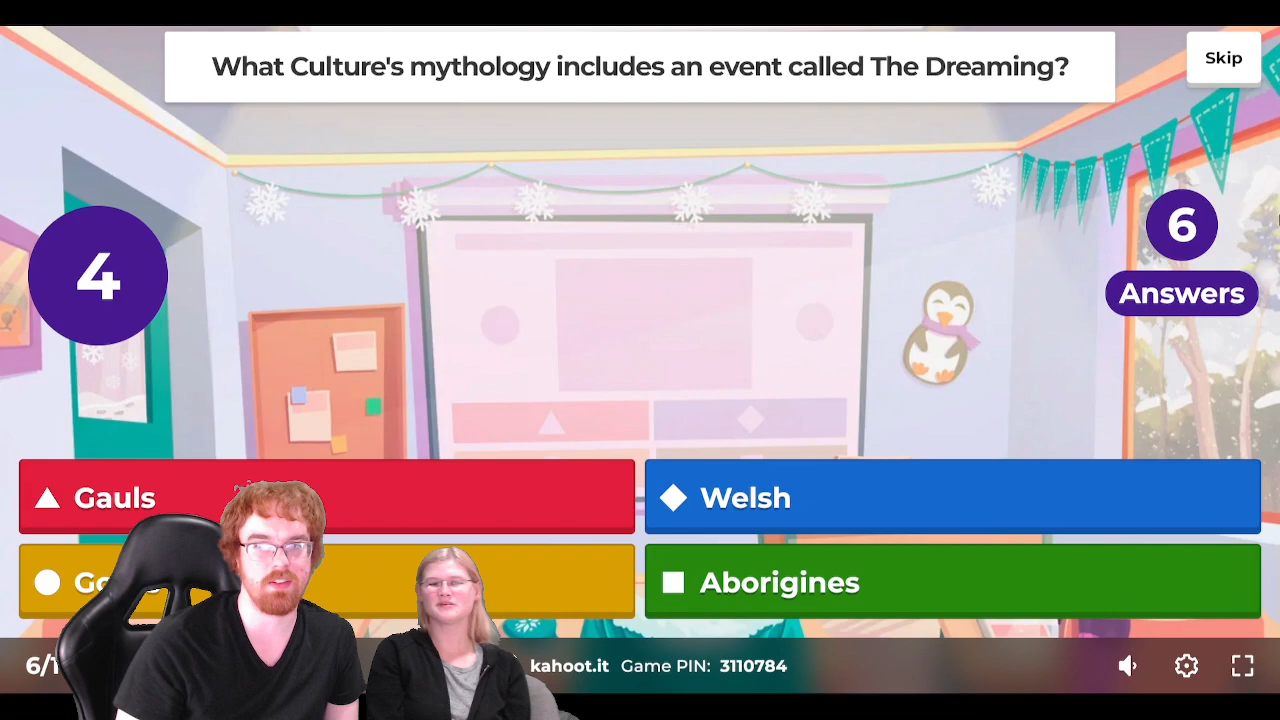 What Culture's mythology includes an event called The Dreaming?
Skip
4
6
Answers
Gauls
Welsh
Aborigines
kahoot.it Game PIN: 3110784